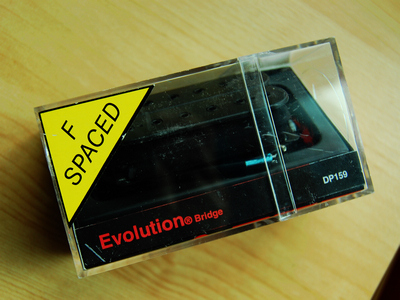 F
SPACED
Evolution® Bridge
DP159